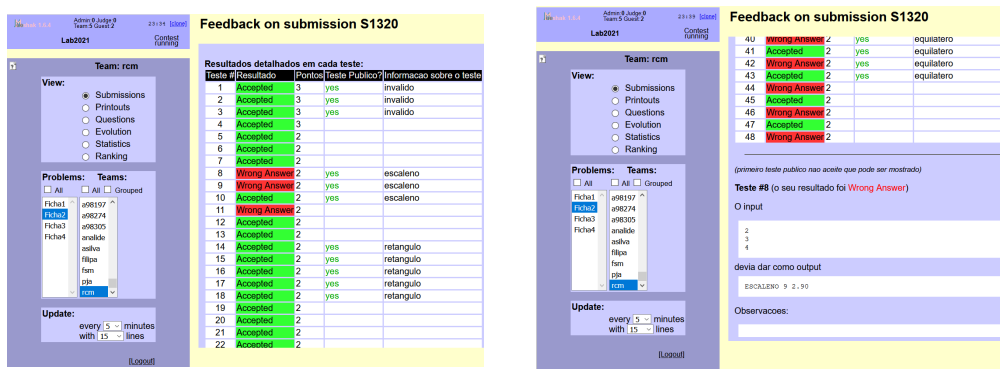 Admin:0 Judge:0
Team:5 Guest:2
23:34 [clone]
Lab2021
Contest running
Team: rcm
View:
Submissions
Printouts
Questions
Evolution
Statistics
Ranking
Problems: Teams:
All All Grouped
Ficha1 a98197
Ficha2 a98274
Ficha3 a98305
Ficha4 analide
asilva
filipa
fsm
pja
rcm
Update:
every 5 minutes
with 15 lines
[Logout]
Feedback on submission S1320
Resultados detalhados em cada teste:
Teste # Resultado Pontos Teste Publico? Informacao sobre o teste
1 Accepted 3 yes invalido
2 Accepted 3 yes invalido
3 Accepted 3 yes invalido
4 Accepted 3
5 Accepted 2
6 Accepted 2
7 Accepted 2
8 Wrong Answer 2 yes escaleno
9 Wrong Answer 2 yes escaleno
10 Accepted 2 yes escaleno
11 Wrong Answer 2
12 Accepted 2
13 Accepted 2
14 Accepted 2 yes retangulo
15 Accepted 2 yes retangulo
16 Accepted 2 yes retangulo
17 Accepted 2 yes retangulo
18 Accepted 2 yes retangulo
19 Accepted 2
20 Accepted 2
21 Accepted 2
22 Accepted 2
Admin:0 Judge:0
Team:5 Guest:2
23:39 [clone]
Lab2021
Contest running
Team: rcm
View:
Submissions
Printouts
Questions
Evolution
Statistics
Ranking
Problems: Teams:
All All Grouped
Ficha1 a98197
Ficha2 a98274
Ficha3 a98305
Ficha4 analide
asilva
filipa
fsm
pja
rcm
Update:
every 5 minutes
with 15 lines
[Logout]
Feedback on submission S1320
40 Wrong Answer 2 yes equilatero
41 Accepted 2 yes equilatero
42 Wrong Answer 2 yes equilatero
43 Accepted 2 yes equilatero
44 Wrong Answer 2
45 Accepted 2
46 Wrong Answer 2
47 Accepted 2
48 Wrong Answer 2
(primeiro teste publico nao aceite que pode ser mostrado)
Teste #8 (o seu resultado foi Wrong Answer)
O input
2
3
4
devia dar como output
ESCALENO 9 2.90
Observacoes: